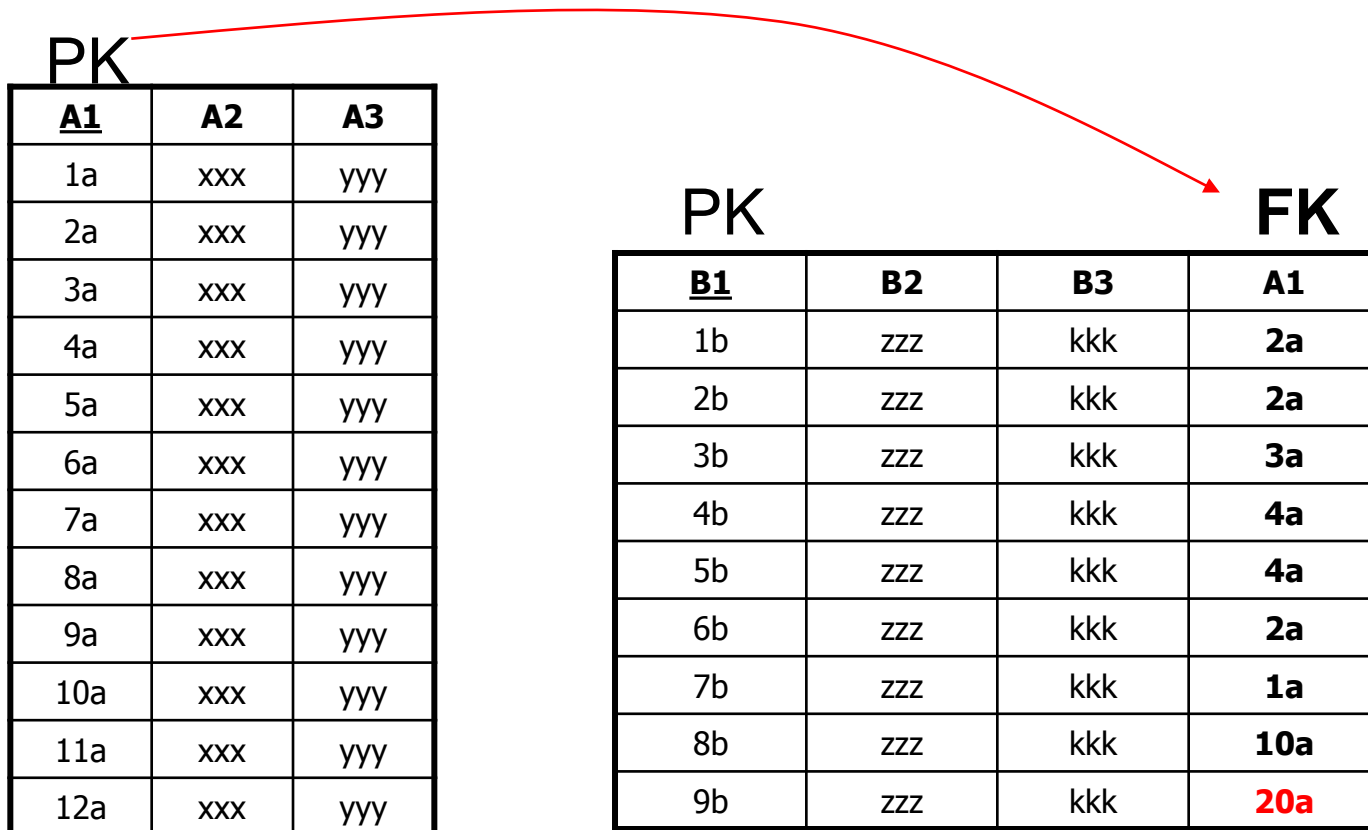 PK
A1 A2 A3
1a xxx yyy
2a xxx yyy
3a xxx yyy
4a xxx yyy
5a xxx yyy
6a xxx yyy
7a xxx yyy
8a xxx yyy
9a xxx yyy
10a xxx yyy
11a xxx yyy
12a xxx yyy
PK FK
B1 B2 B3 A1
1b zzz kkk 2a
2b zzz kkk 2a
3b zzz kkk 3a
4b zzz kkk 4a
5b zzz kkk 4a
6b zzz kkk 2a
7b zzz kkk 1a
8b zzz kkk 10a
9b zzz kkk 20a